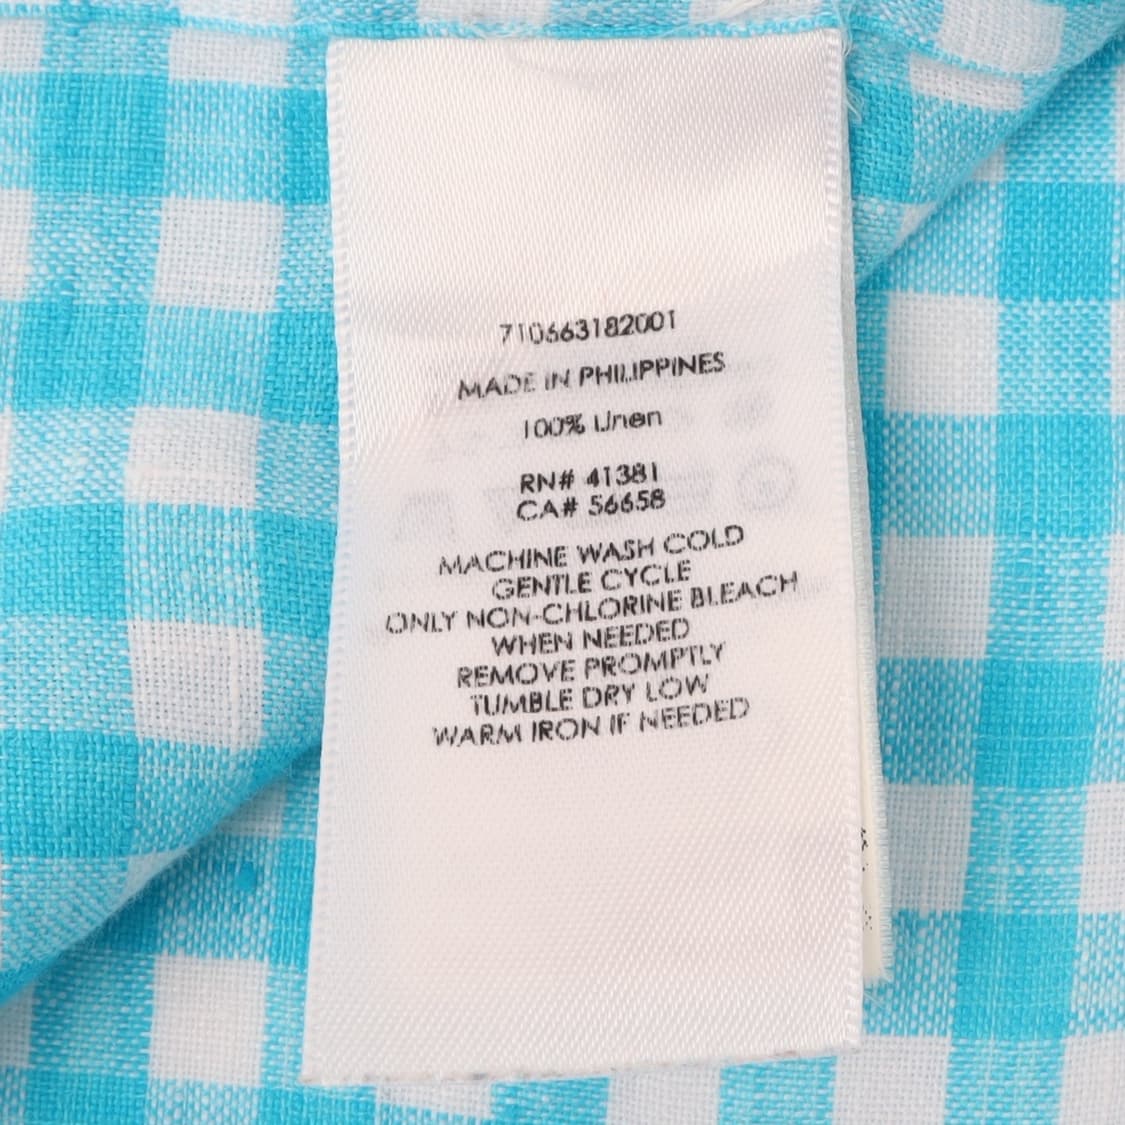 710663182001
MADE IN PHILIPPINES
100% Linen
RN# 41381
CA# 56658
MACHINE WASH COLD
GENTLE CYCLE
ONLY NON-CHLORINE BLEACH
WHEN NEEDED
REMOVE PROMPTLY
TUMBLE DRY LOW
WARM IRON IF NEEDED